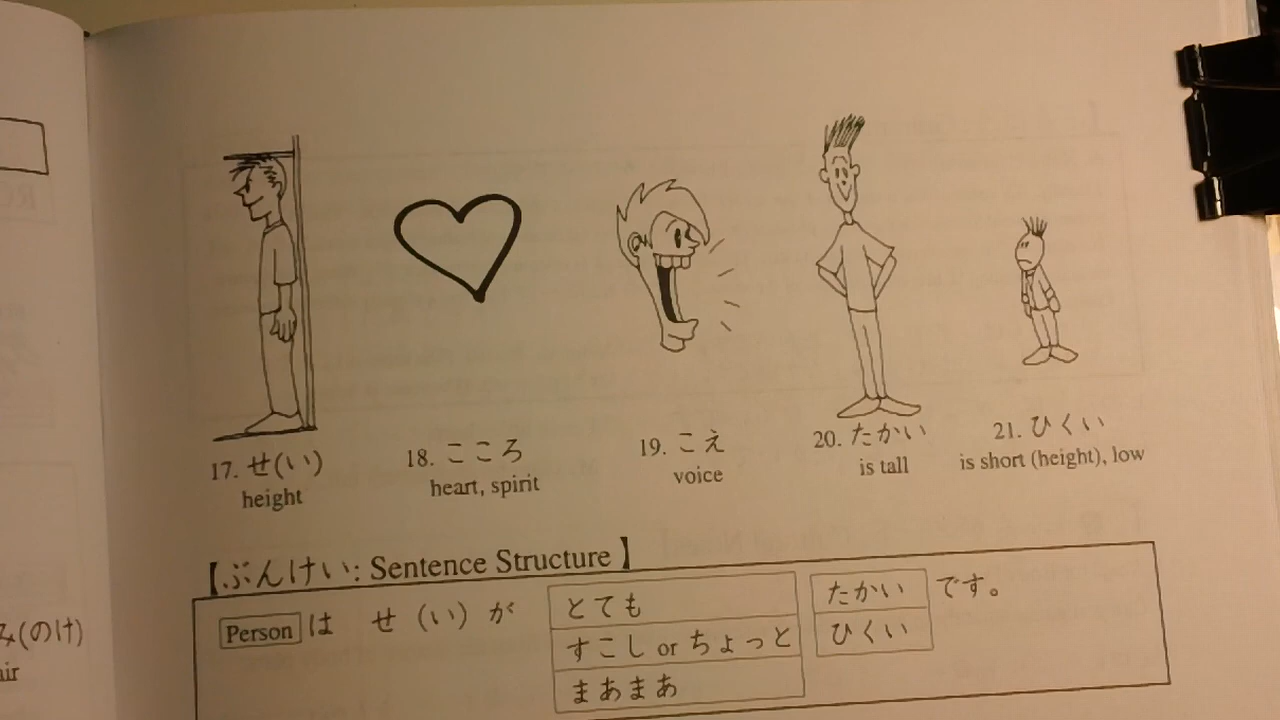 17. せ(い)
height
18. こころ
heart, spirit
19. こえ
voice
20. たかい
is tall
21. ひくい
is short (height), low
【ぶんけい: Sentence Structure】
Person は せ (い) が とても たかい です。
すこし or ちょっと ひくい
まあまあ
み(のけ)